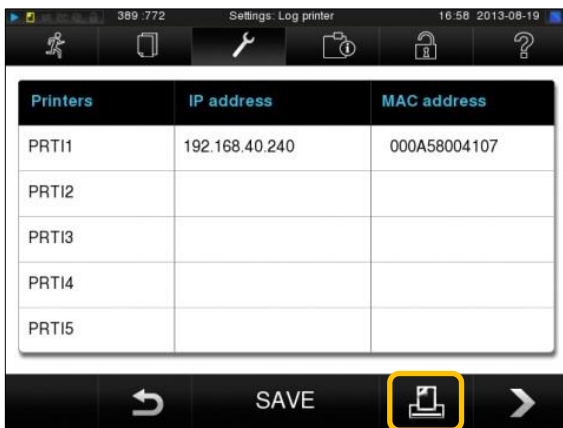 389 :772 Settings: Log printer 16:58 2013-08-19
Printers IP address MAC address
PRTI1 192.168.40.240 000A58004107
PRTI2
PRTI3
PRTI4
PRTI5
SAVE